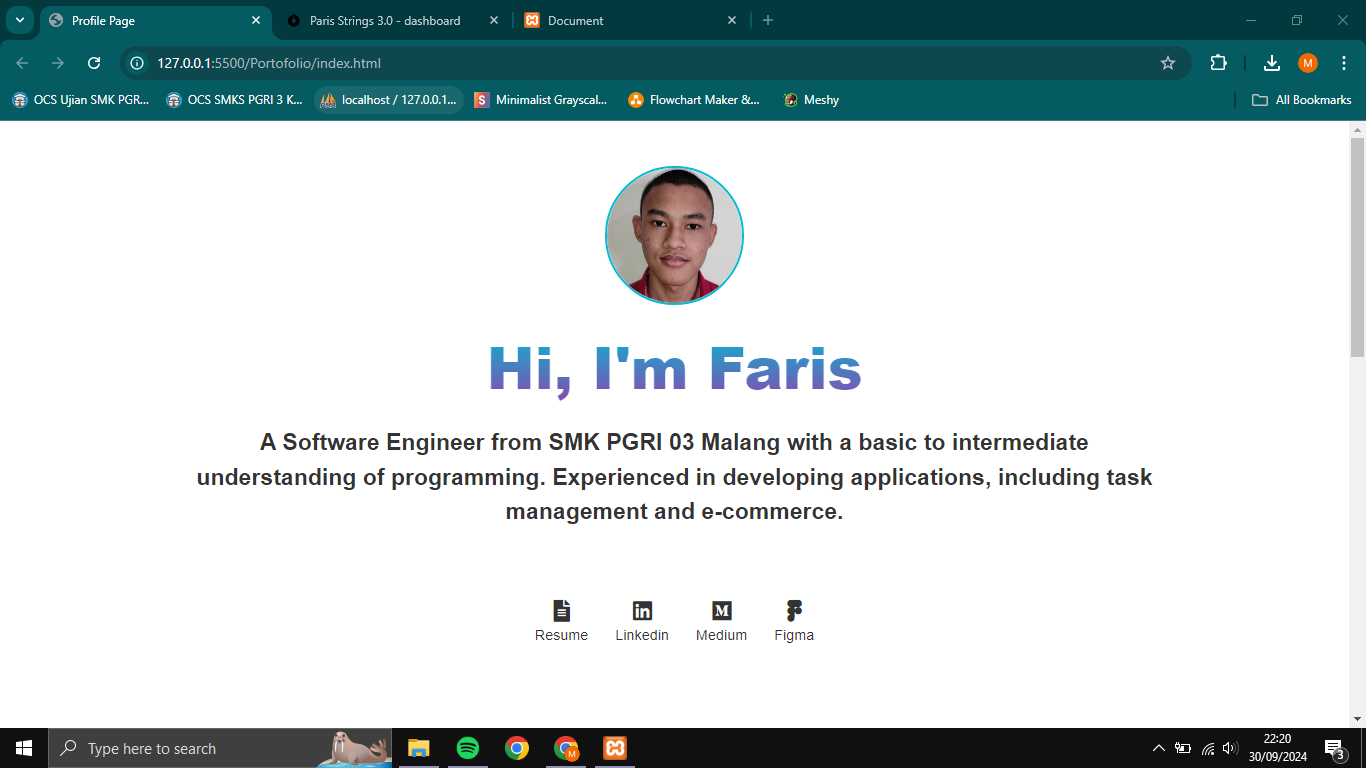 Profile Page
Paris Strings 3.0 - dashboard
Document
127.0.0.1:5500/Portofolio/index.html
M
OCS Ujian SMK PGR...
OCS SMKS PGRI 3 K...
localhost / 127.0.0.1...
S
Minimalist Grayscal...
Flowchart Maker &...
Meshy
All Bookmarks
Hi, I'm Faris
A Software Engineer from SMK PGRI 03 Malang with a basic to intermediate
understanding of programming. Experienced in developing applications, including task
management and e-commerce.
in
M
Resume
Linkedin
Medium
Figma
Type here to search
M
22:20
30/09/2024
3